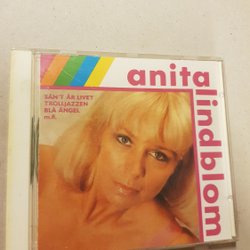 anita
lindblom
SÅN'T ÄR LIVET
TROLLJAZZEN
BLÅ ÄNGEL
m.fl.